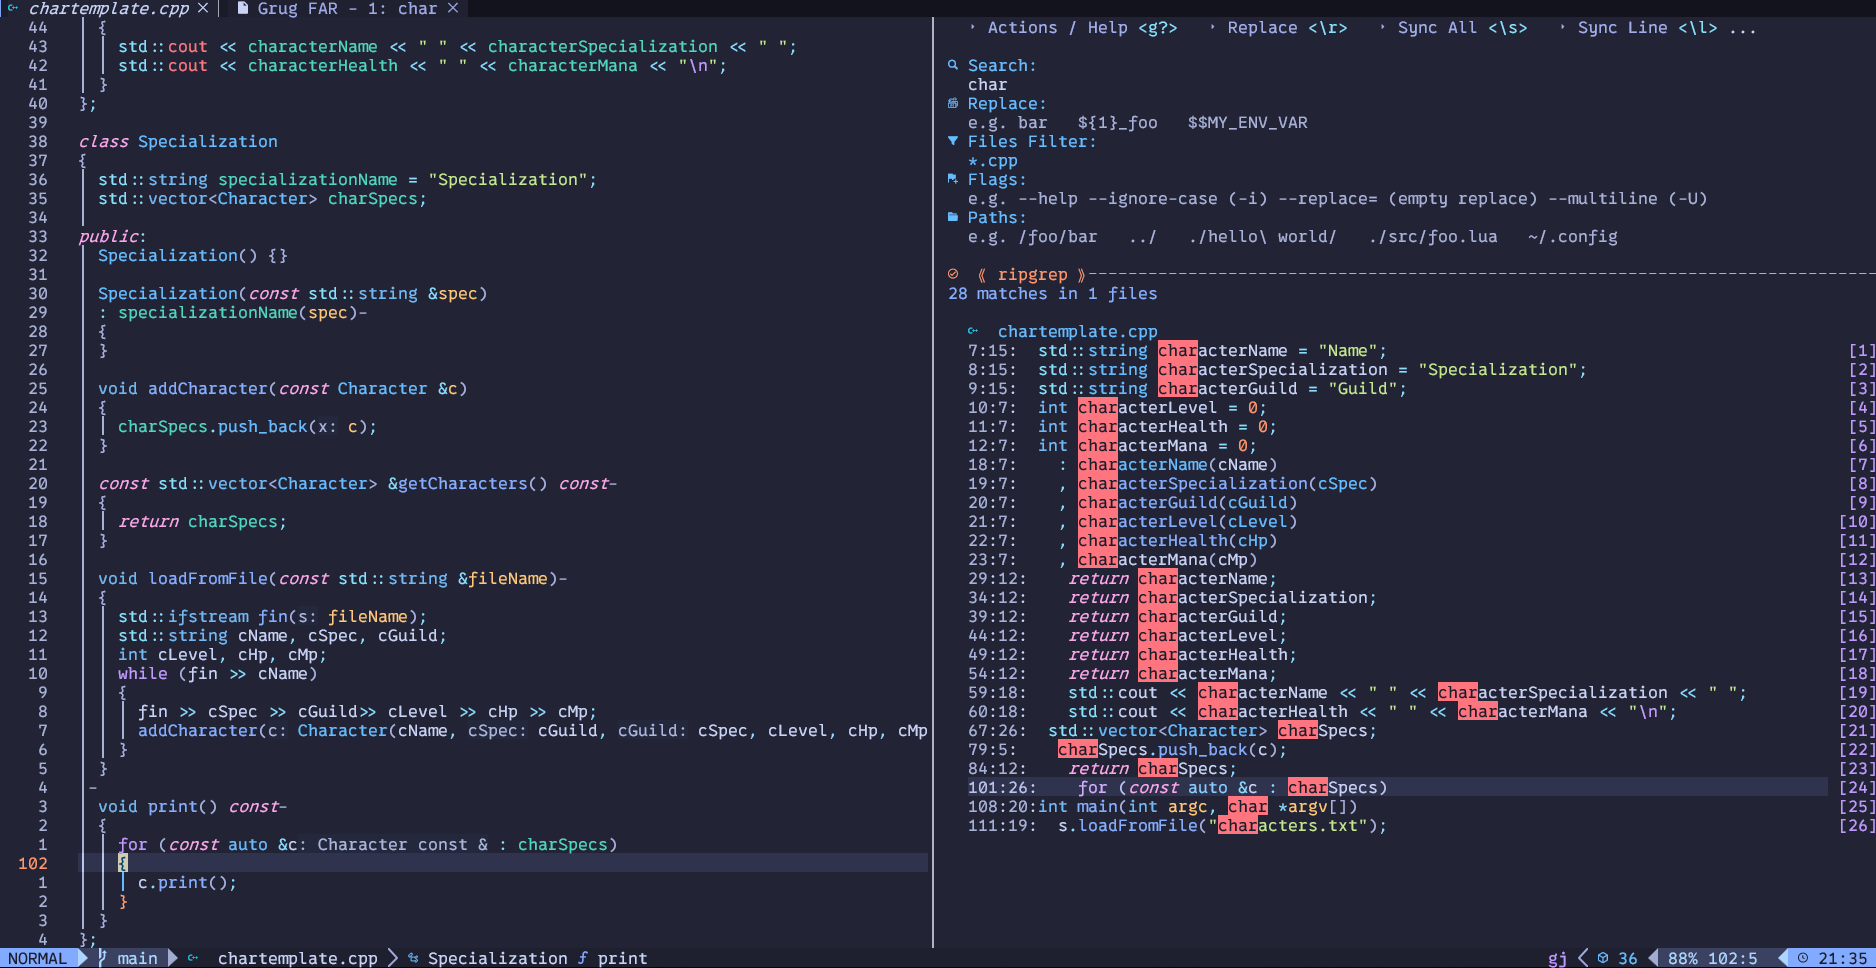 chartemplate.cpp × Grug FAR - 1: char ×
44 {
43 std::cout << characterName << " " << characterSpecialization << " ";
42 std::cout << characterHealth << " " << characterMana << "\n";
41 }
40 };
39
38 class Specialization
37 {
36 std::string specializationName = "Specialization";
35 std::vector<Character> charSpecs;
34
33 public:
32 Specialization() {}
31
30 Specialization(const std::string &spec)
29 : specializationName(spec)-
28 {
27 }
26
25 void addCharacter(const Character &c)
24 {
23 charSpecs.push_back(x: c);
22 }
21
20 const std::vector<Character> &getCharacters() const-
19 {
18 return charSpecs;
17 }
16
15 void loadFromFile(const std::string &fileName)-
14 {
13 std::ifstream fin(s: fileName);
12 std::string cName, cSpec, cGuild;
11 int cLevel, cHp, cMp;
10 while (fin >> cName)
9 {
8 fin >> cSpec >> cGuild>> cLevel >> cHp >> cMp;
7 addCharacter(c: Character(cName, cSpec: cGuild, cGuild: cSpec, cLevel, cHp, cMp
6 }
5 }
4 -
3 void print() const-
2 {
1 for (const auto &c: Character const & : charSpecs)
102 {
1 c.print();
2 }
3 }
4 };
Actions / Help <g?> Replace <\r> Sync All <\s> Sync Line <\l> ...
Search:
char
Replace:
e.g. bar ${1}_foo $$MY_ENV_VAR
Files Filter:
*.cpp
Flags:
e.g. --help --ignore-case (-i) --replace= (empty replace) --multiline (-U)
Paths:
e.g. /foo/bar ../ ./hello\ world/ ./src/foo.lua ~/.config
⟪ ripgrep ⟫
28 matches in 1 files
chartemplate.cpp
7:15: std::string characterName = "Name"; [1]
8:15: std::string characterSpecialization = "Specialization"; [2]
9:15: std::string characterGuild = "Guild"; [3]
10:7: int characterLevel = 0; [4]
11:7: int characterHealth = 0; [5]
12:7: int characterMana = 0; [6]
18:7: : characterName(cName) [7]
19:7: , characterSpecialization(cSpec) [8]
20:7: , characterGuild(cGuild) [9]
21:7: , characterLevel(cLevel) [10]
22:7: , characterHealth(cHp) [11]
23:7: , characterMana(cMp) [12]
29:12: return characterName; [13]
34:12: return characterSpecialization; [14]
39:12: return characterGuild; [15]
44:12: return characterLevel; [16]
49:12: return characterHealth; [17]
54:12: return characterMana; [18]
59:18: std::cout << characterName << " " << characterSpecialization << " "; [19]
60:18: std::cout << characterHealth << " " << characterMana << "\n"; [20]
67:26: std::vector<Character> charSpecs; [21]
79:5: charSpecs.push_back(c); [22]
84:12: return charSpecs; [23]
101:26: for (const auto &c : charSpecs) [24]
108:20:int main(int argc, char *argv[]) [25]
111:19: s.loadFromFile("characters.txt"); [26]
NORMAL main chartemplate.cpp Specialization f print gj 36 88% 102:5 21:35